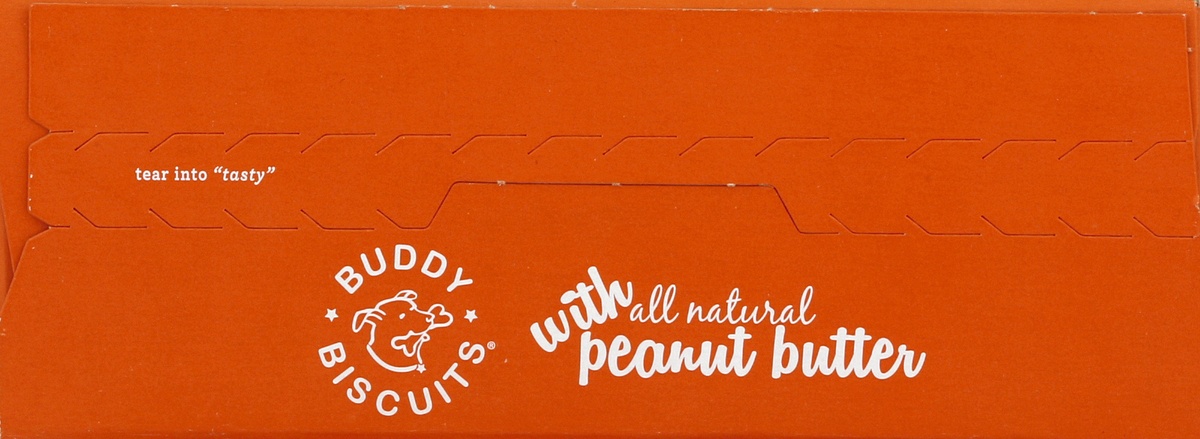 tear into “tasty”
BUDDY
BISCUITS®
with all natural
peanut butter